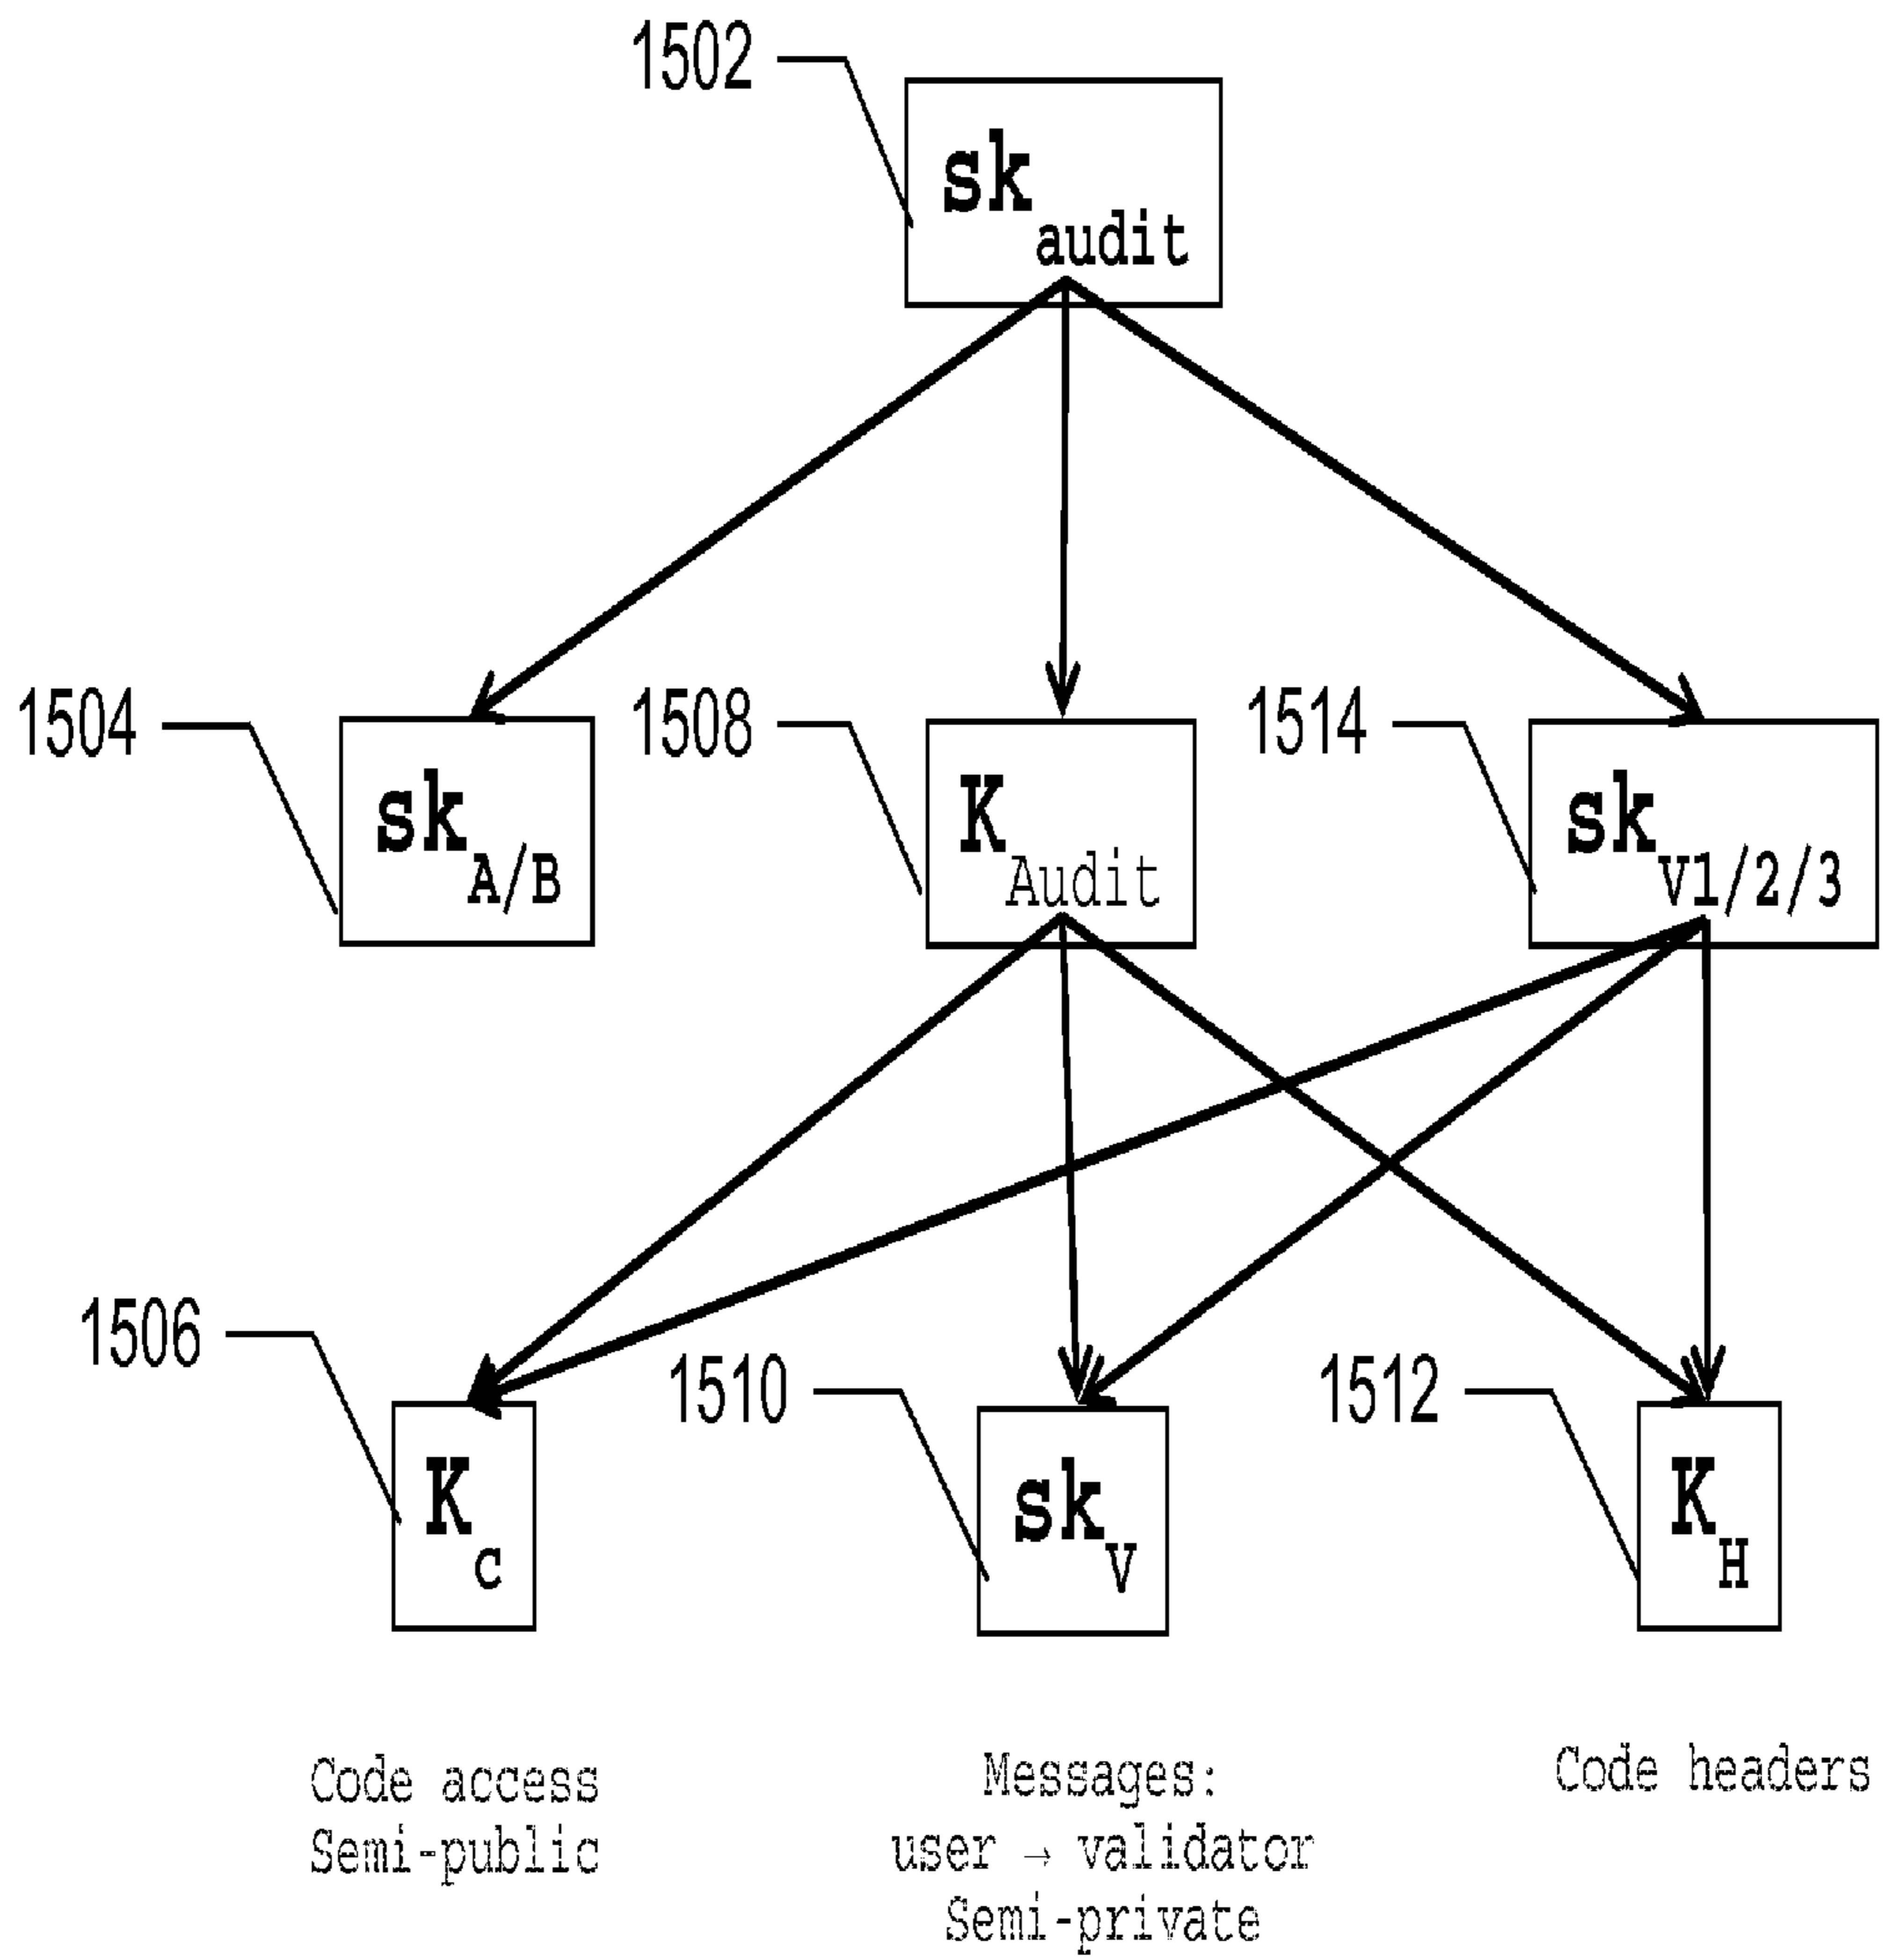 1502
sk audit
1504
sk A/B
1508
K Audit
1514
sk V1/2/3
1506
K C
1510
sk V
1512
K H
Code access
Semi-public
Messages:
user → validator
Semi-private
Code headers